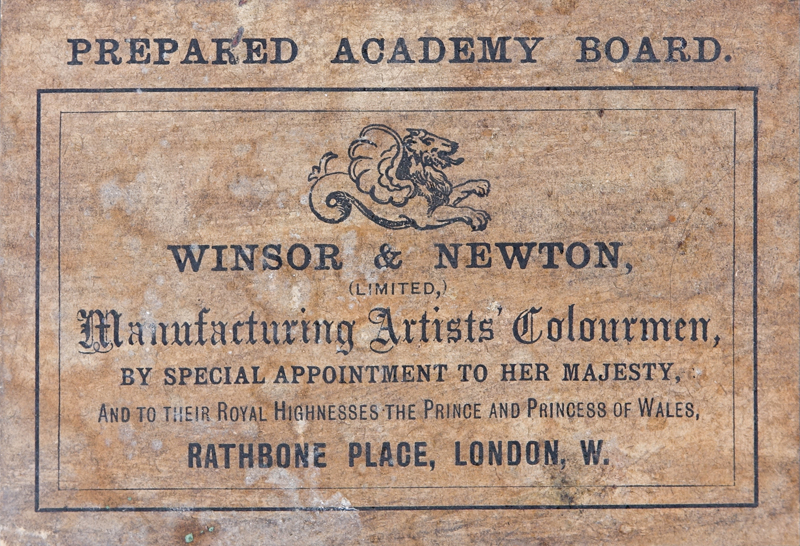 PREPARED ACADEMY BOARD.
WINSOR & NEWTON,
(LIMITED,)
Manufacturing Artists' Colourmen,
BY SPECIAL APPOINTMENT TO HER MAJESTY,
AND TO THEIR ROYAL HIGHNESSES THE PRINCE AND PRINCESS OF WALES,
RATHBONE PLACE, LONDON, W.